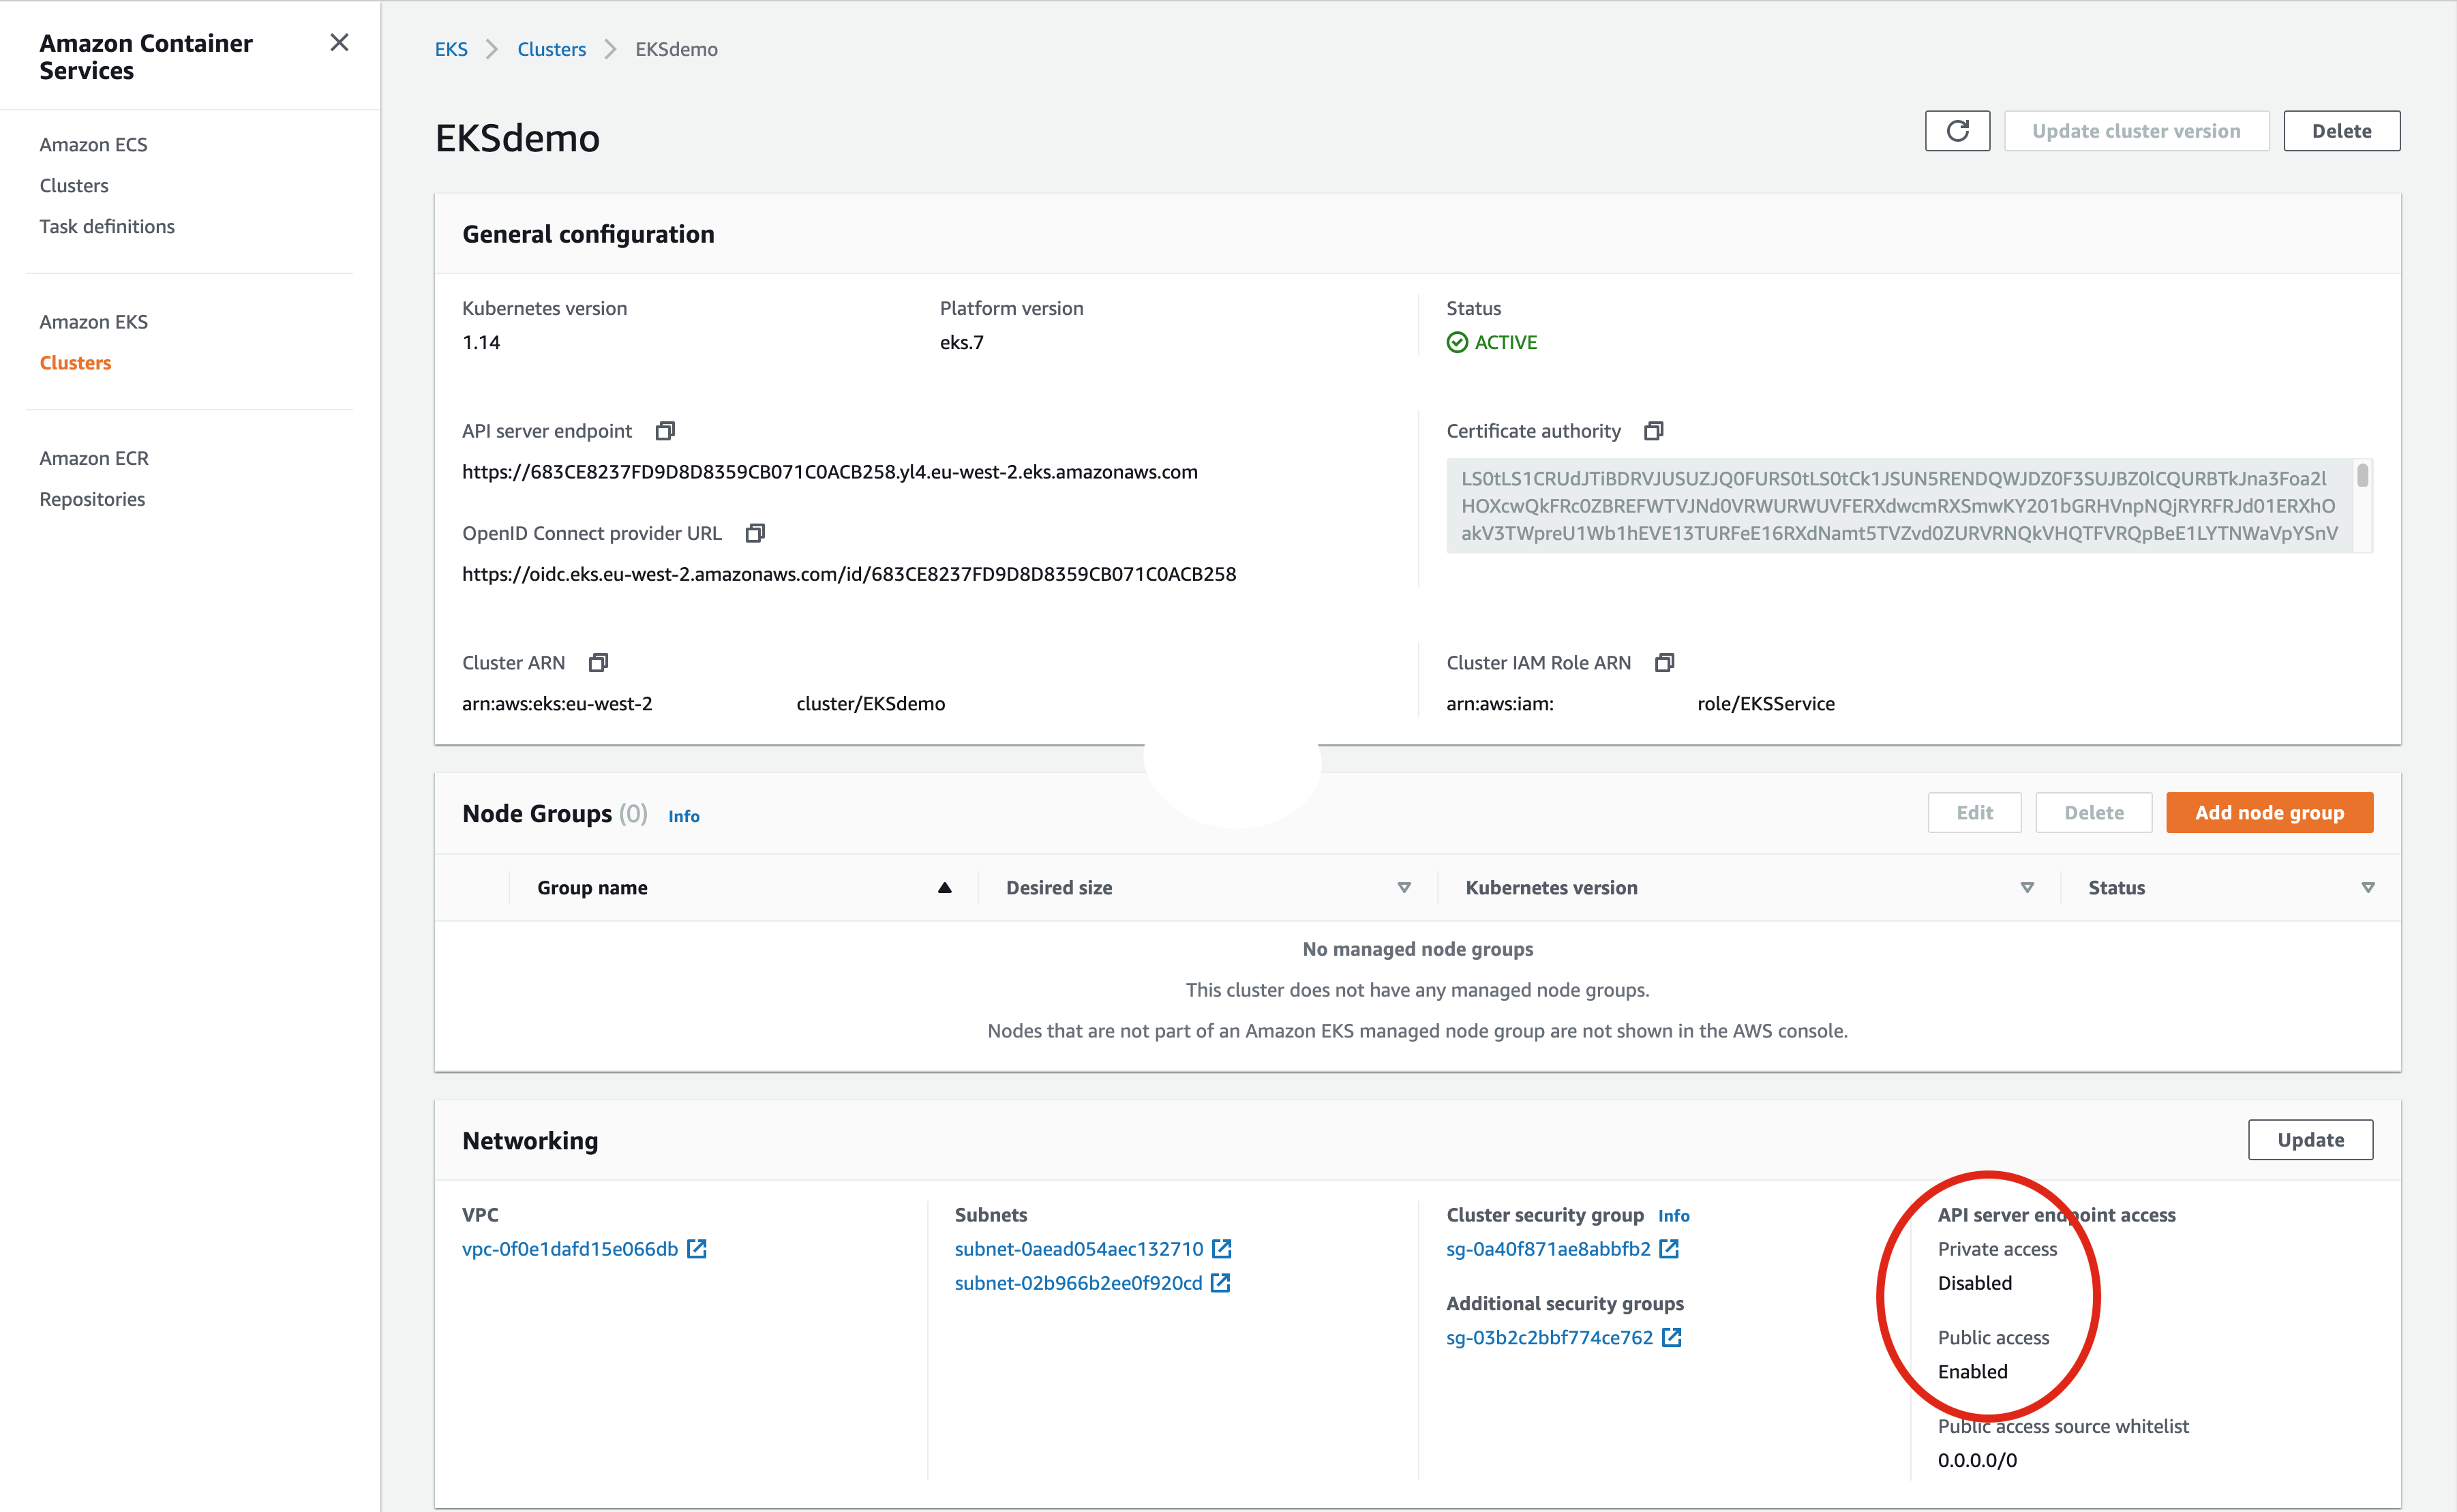 Amazon Container
Services
Amazon ECS
Clusters
Task definitions
Amazon EKS
Clusters
Amazon ECR
Repositories
EKS > Clusters > EKSdemo
EKSdemo
Update cluster version
Delete
General configuration
Kubernetes version
1.14
Platform version
eks.7
Status
ACTIVE
API server endpoint
https://683CE8237FD9D8D8359CB071C0ACB258.yl4.eu-west-2.eks.amazonaws.com
OpenID Connect provider URL
https://oidc.eks.eu-west-2.amazonaws.com/id/683CE8237FD9D8D8359CB071C0ACB258
Certificate authority
LS0tLS1CRUdJTiBDRVJUSUZJQ0FURS0tLS0tCk1JSUN5RENDQWJDZ0F3SUJBZ0lCQURBTkJna3Foa2l
HOXcwQkFRc0ZBREFWTVJNd0VRWURWUVFERXdwcmRXSmwKY201bGRHVnpNQjRYRFRJd01ERXhO
akV3TWpreU1Wb1hEVE13TURFeE16RXdNamt5TVZvd0ZURVRNQkVHQTFVRQpBeE1LYTNWaVpYSnV
Cluster ARN
arn:aws:eks:eu-west-2 cluster/EKSdemo
Cluster IAM Role ARN
arn:aws:iam: role/EKSService
Node Groups (0) Info
Edit
Delete
Add node group
Group name
Desired size
Kubernetes version
Status
No managed node groups
This cluster does not have any managed node groups.
Nodes that are not part of an Amazon EKS managed node group are not shown in the AWS console.
Networking
Update
VPC
vpc-0f0e1dafd15e066db
Subnets
subnet-0aead054aec132710
subnet-02b966b2ee0f920cd
Cluster security group Info
sg-0a40f871ae8abbfb2
Additional security groups
sg-03b2c2bbf774ce762
API server endpoint access
Private access
Disabled
Public access
Enabled
Public access source whitelist
0.0.0.0/0